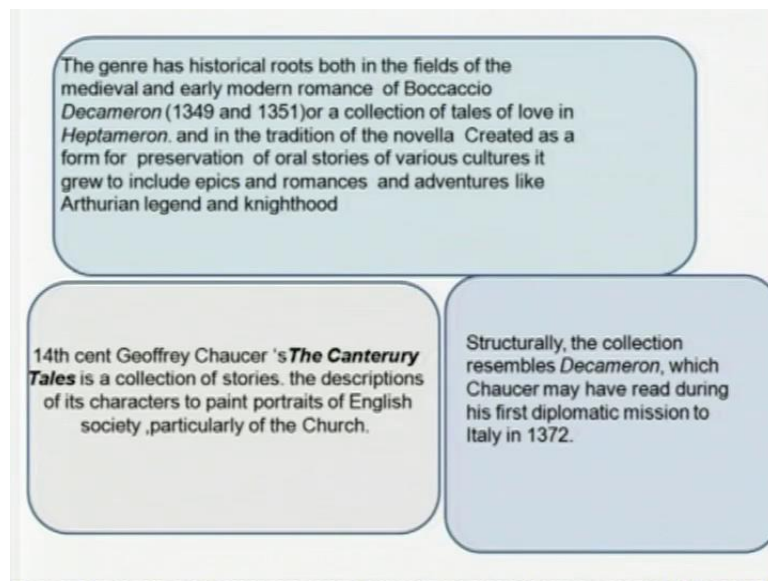 The genre has historical roots both in the fields of the
medieval and early modern romance of Boccaccio
Decameron (1349 and 1351)or a collection of tales of love in
Heptameron. and in the tradition of the novella Created as a
form for preservation of oral stories of various cultures it
grew to include epics and romances and adventures like
Arthurian legend and knighthood
14th cent Geoffrey Chaucer 's The Canterury
Tales is a collection of stories. the descriptions
of its characters to paint portraits of English
society ,particularly of the Church.
Structurally, the collection
resembles Decameron, which
Chaucer may have read during
his first diplomatic mission to
Italy in 1372.